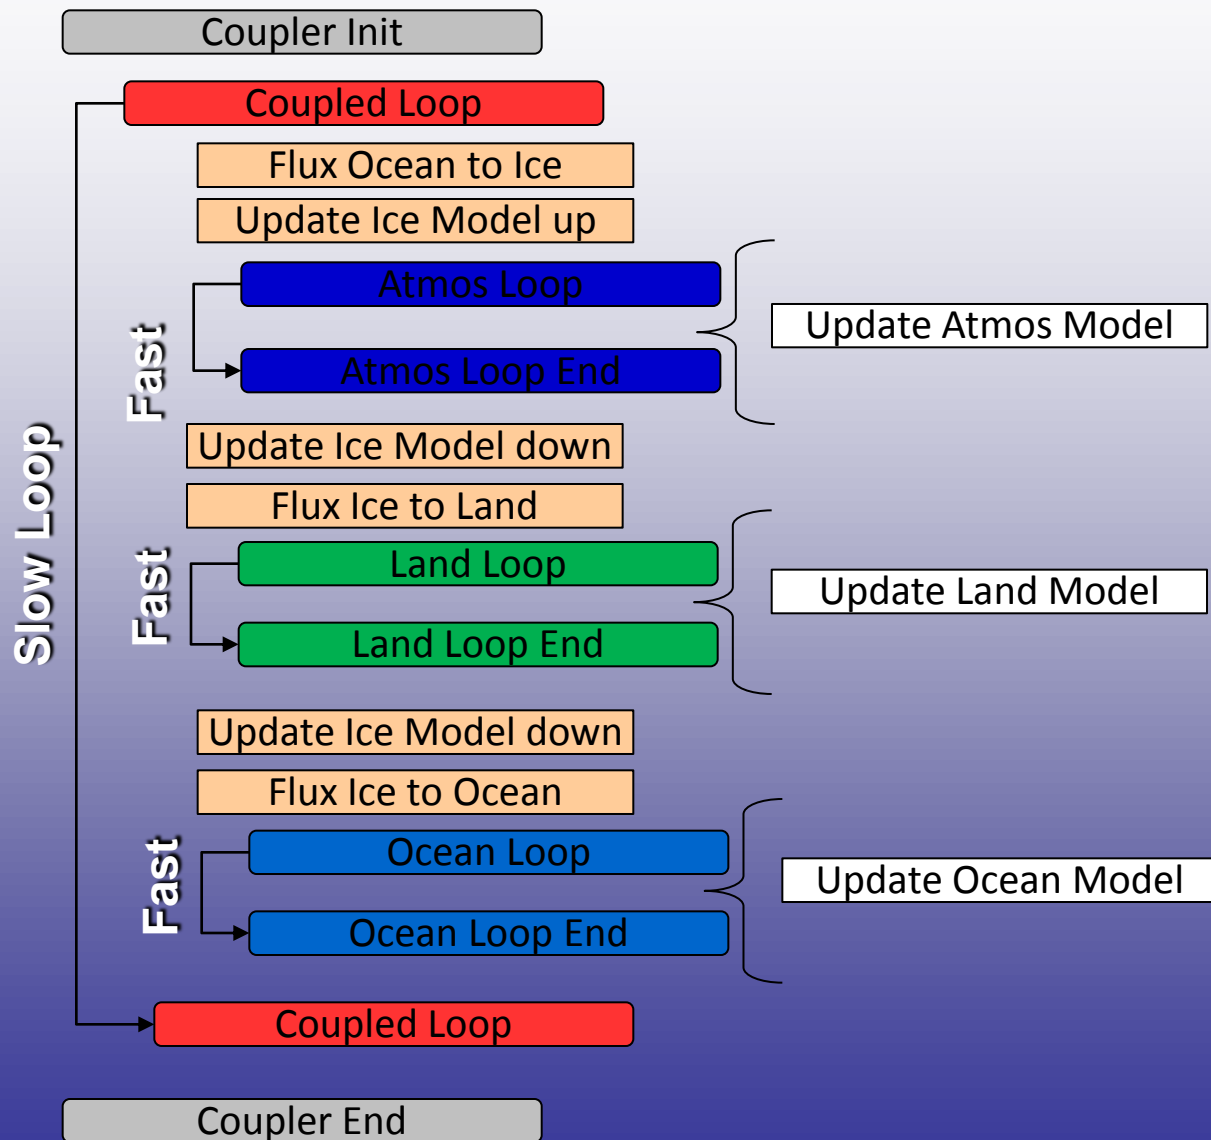 Coupler Init
Coupled Loop
Flux Ocean to Ice
Update Ice Model up
Atmos Loop
Update Atmos Model
Fast
Atmos Loop End
Update Ice Model down
Flux Ice to Land
Slow Loop
Land Loop
Update Land Model
Fast
Land Loop End
Update Ice Model down
Flux Ice to Ocean
Ocean Loop
Update Ocean Model
Fast
Ocean Loop End
Coupled Loop
Coupler End